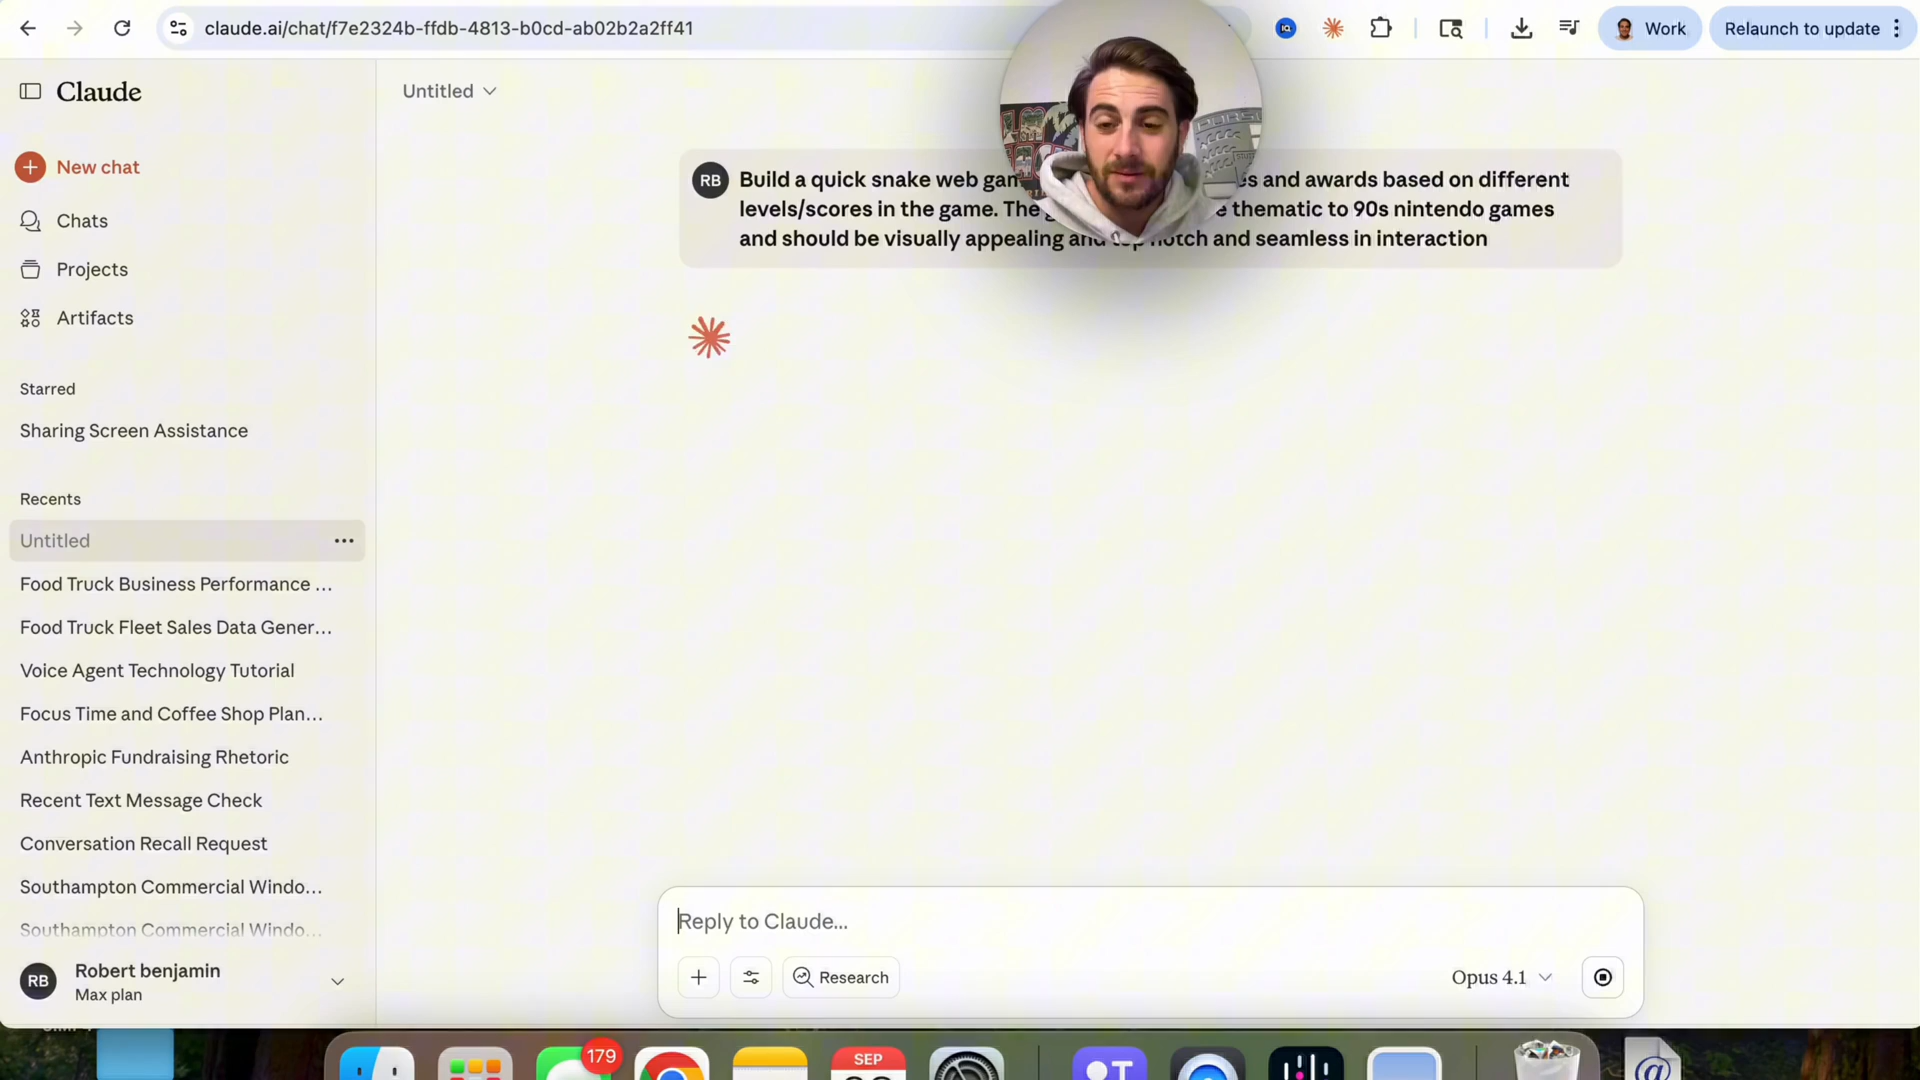 claude.ai/chat/f7e2324b-ffdb-4813-b0cd-ab02b2a2ff41
Work
Relaunch to update
Claude
Untitled
New chat
Chats
Projects
Artifacts
Starred
Sharing Screen Assistance
Recents
Untitled
Food Truck Business Performance ...
Food Truck Fleet Sales Data Gener...
Voice Agent Technology Tutorial
Focus Time and Coffee Shop Plan...
Anthropic Fundraising Rhetoric
Recent Text Message Check
Conversation Recall Request
Southampton Commercial Windo...
Southampton Commercial Windo...
RB
Robert benjamin
Max plan
RB
Build a quick snake web and awards based on different
levels/scores in the game. The thematic to 90s nintendo games
and should be visually appealing and top notch and seamless in interaction
Reply to Claude...
Research
Opus 4.1
179
SEP